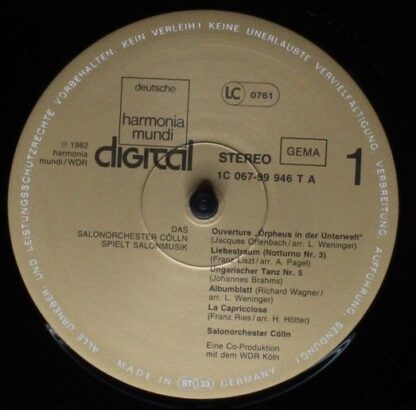 ALLE URHEBER- UND LEISTUNGSSCHUTZRECHTE VORBEHALTEN. KEIN VERLEIH! KEINE UNERLAUBTE VERVIELFÄLTIGUNG, VERBREITUNG, AUFFÜHRUNG, SENDUNG!
deutsche
harmonia
mundi
digital
LC 0761
℗ 1982
harmonia
mundi/WDR
STEREO
GEMA
1
1C 067-99 946 T A
DAS
SALONORCHESTER CÖLLN
SPIELT SALONMUSIK
Ouverture „Orpheus in der Unterwelt"
(Jacques Offenbach/arr. L. Weninger)
Liebestraum (Notturno Nr. 3)
(Franz Liszt/arr. A. Pagel)
Ungarischer Tanz Nr. 5
(Johannes Brahms)
Albumblatt (Richard Wagner/
arr. L. Weninger)
La Capricciosa
(Franz Ries/arr. H. Hötter)
Salonorchester Cölln
Eine Co-Produktion
mit dem WDR Köln
MADE IN GERMANY
ST 33